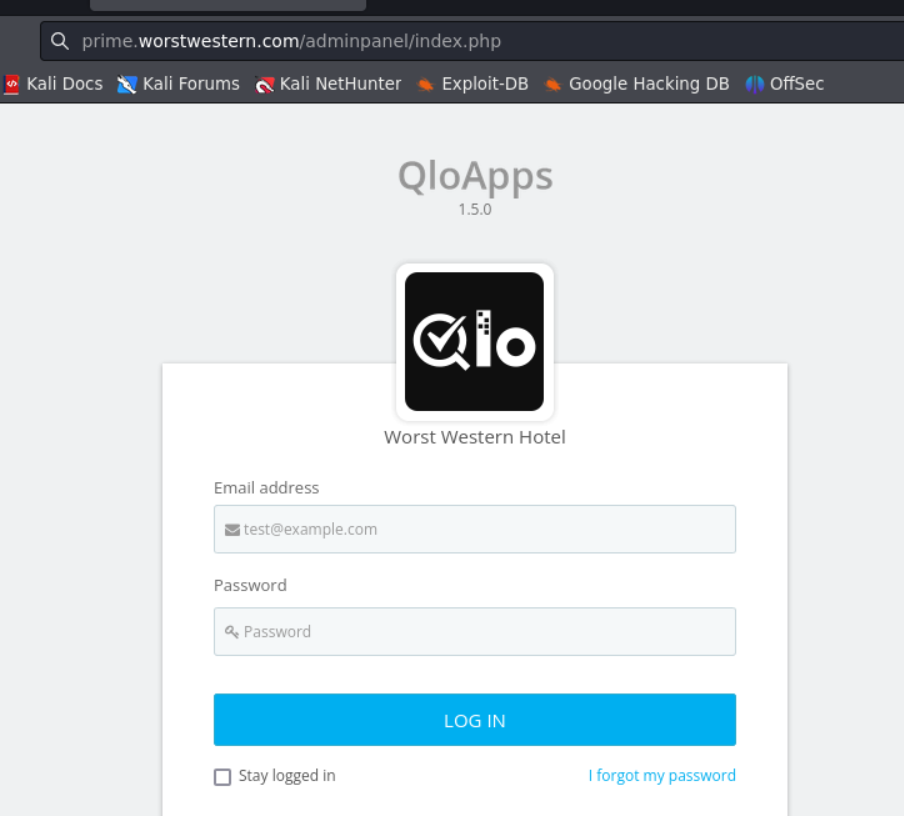 prime.worstwestern.com/adminpanel/index.php
Kali Docs Kali Forums Kali NetHunter Exploit-DB Google Hacking DB OffSec
QloApps
1.5.0
Qlo
Worst Western Hotel
Email address
test@example.com
Password
Password
LOG IN
Stay logged in I forgot my password